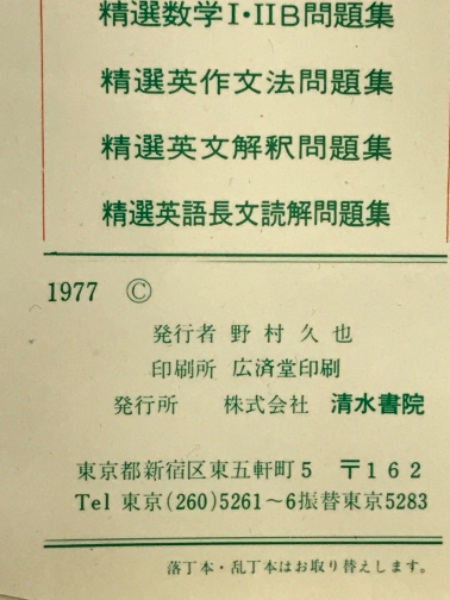 精選数学I・IIB問題集
精選英作文法問題集
精選英文解釈問題集
精選英語長文読解問題集
1977 ©
発行者 野村久也
印刷所 広済堂印刷
発行所 株式会社 清水書院
東京都新宿区東五軒町5 〒162
Tel 東京(260)5261～6振替東京5283
落丁本・乱丁本はお取り替えします。